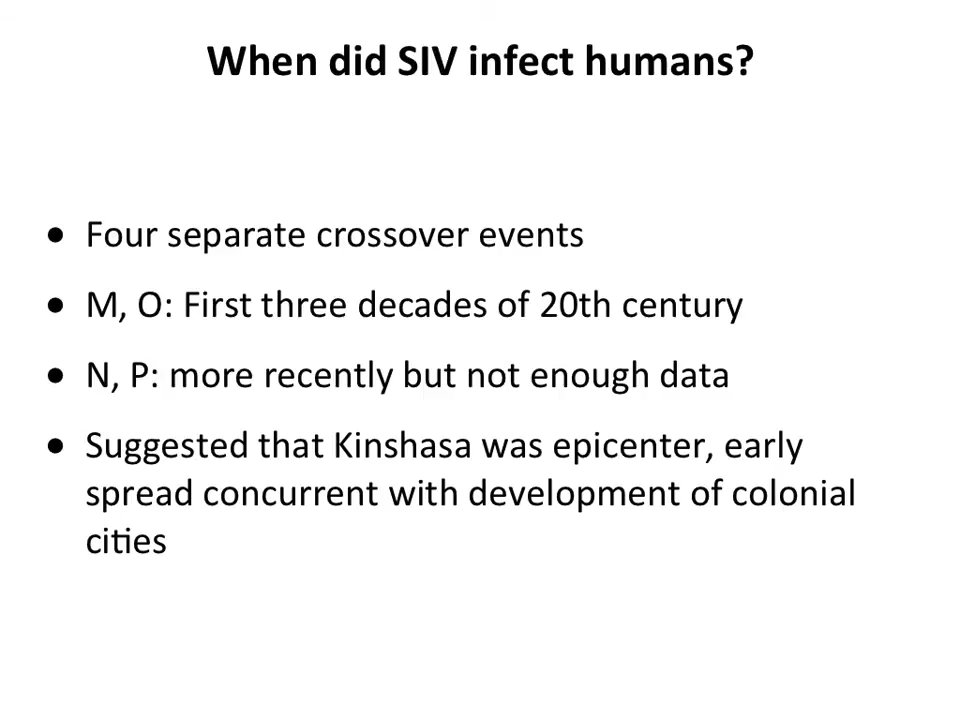 When did SIV infect humans?
● Four separate crossover events
● M, O: First three decades of 20th century
● N, P: more recently but not enough data
● Suggested that Kinshasa was epicenter, early
spread concurrent with development of colonial
cities